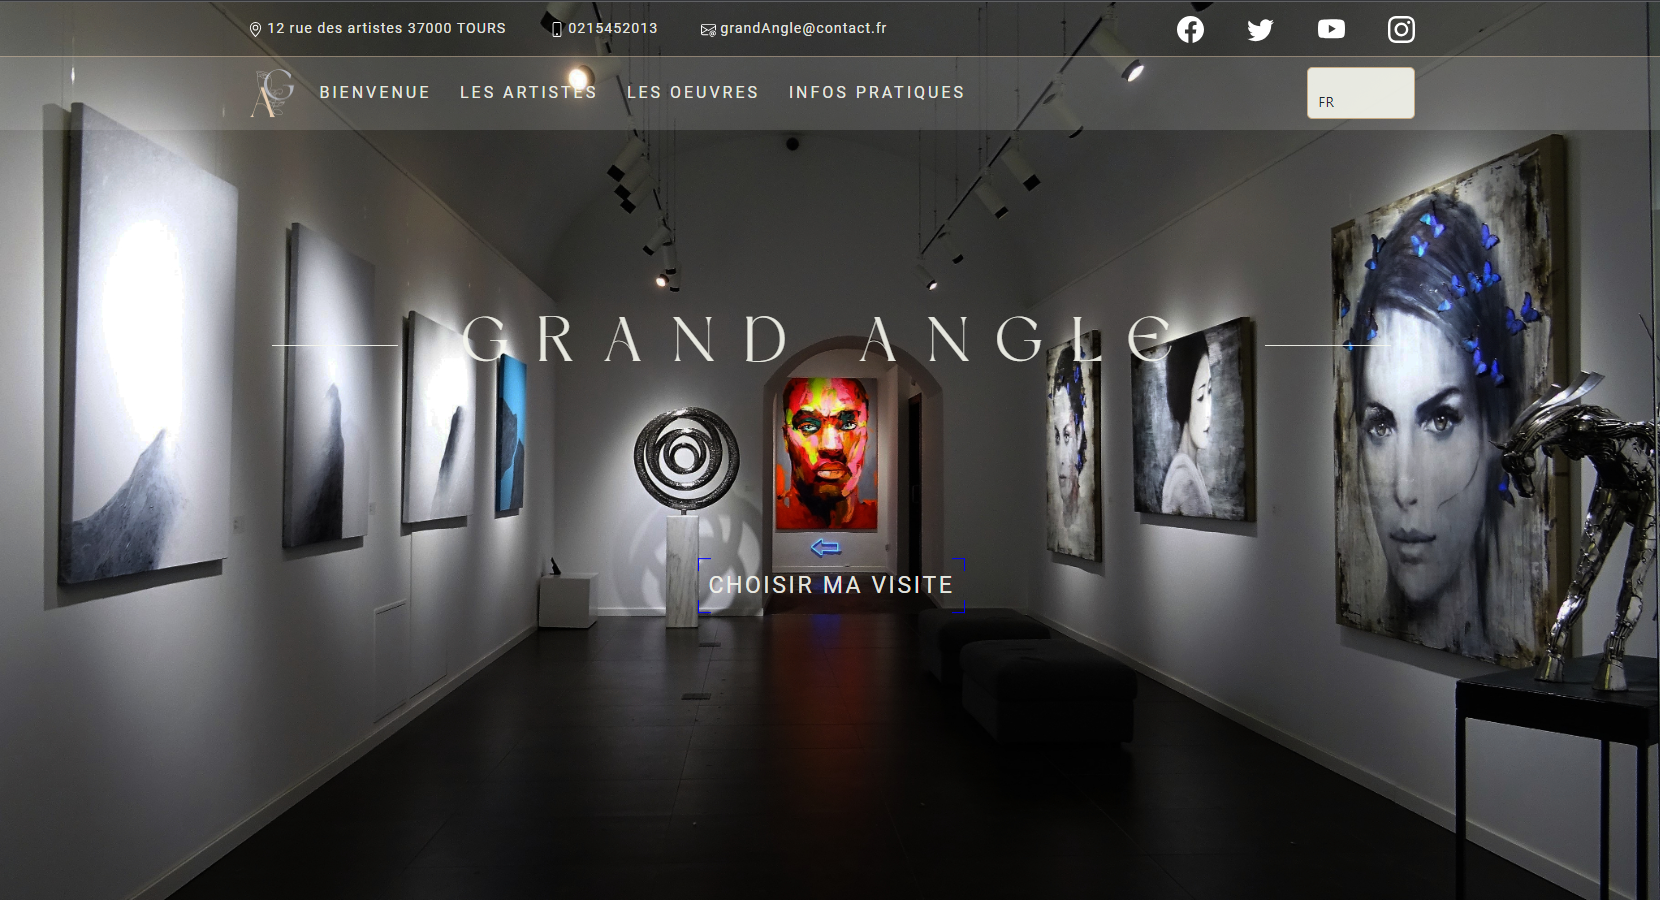 12 rue des artistes 37000 TOURS 0215452013 grandAngle@contact.fr
BIENVENUE LES ARTISTES LES OEUVRES INFOS PRATIQUES FR
GRAND ANGLE
CHOISIR MA VISITE